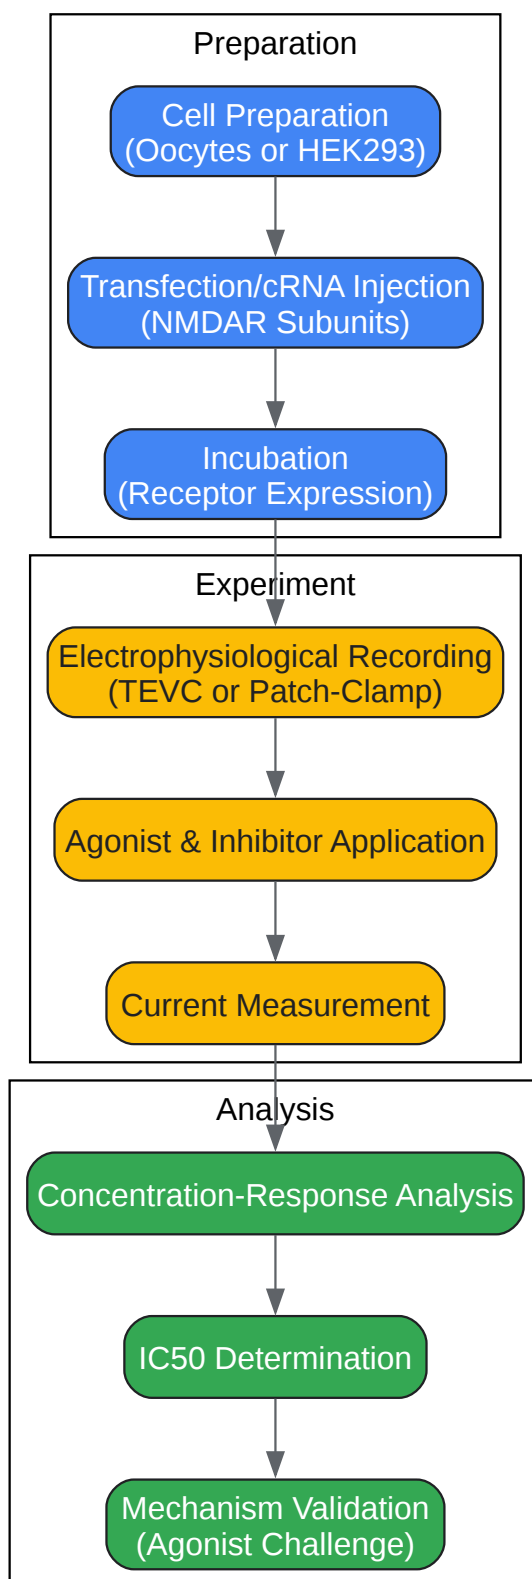 Preparation
Cell Preparation
(Oocytes or HEK293)
Transfection/cRNA Injection
(NMDAR Subunits)
Incubation
(Receptor Expression)
Experiment
Electrophysiological Recording
(TEVC or Patch-Clamp)
Agonist & Inhibitor Application
Current Measurement
Analysis
Concentration-Response Analysis
IC50 Determination
Mechanism Validation
(Agonist Challenge)